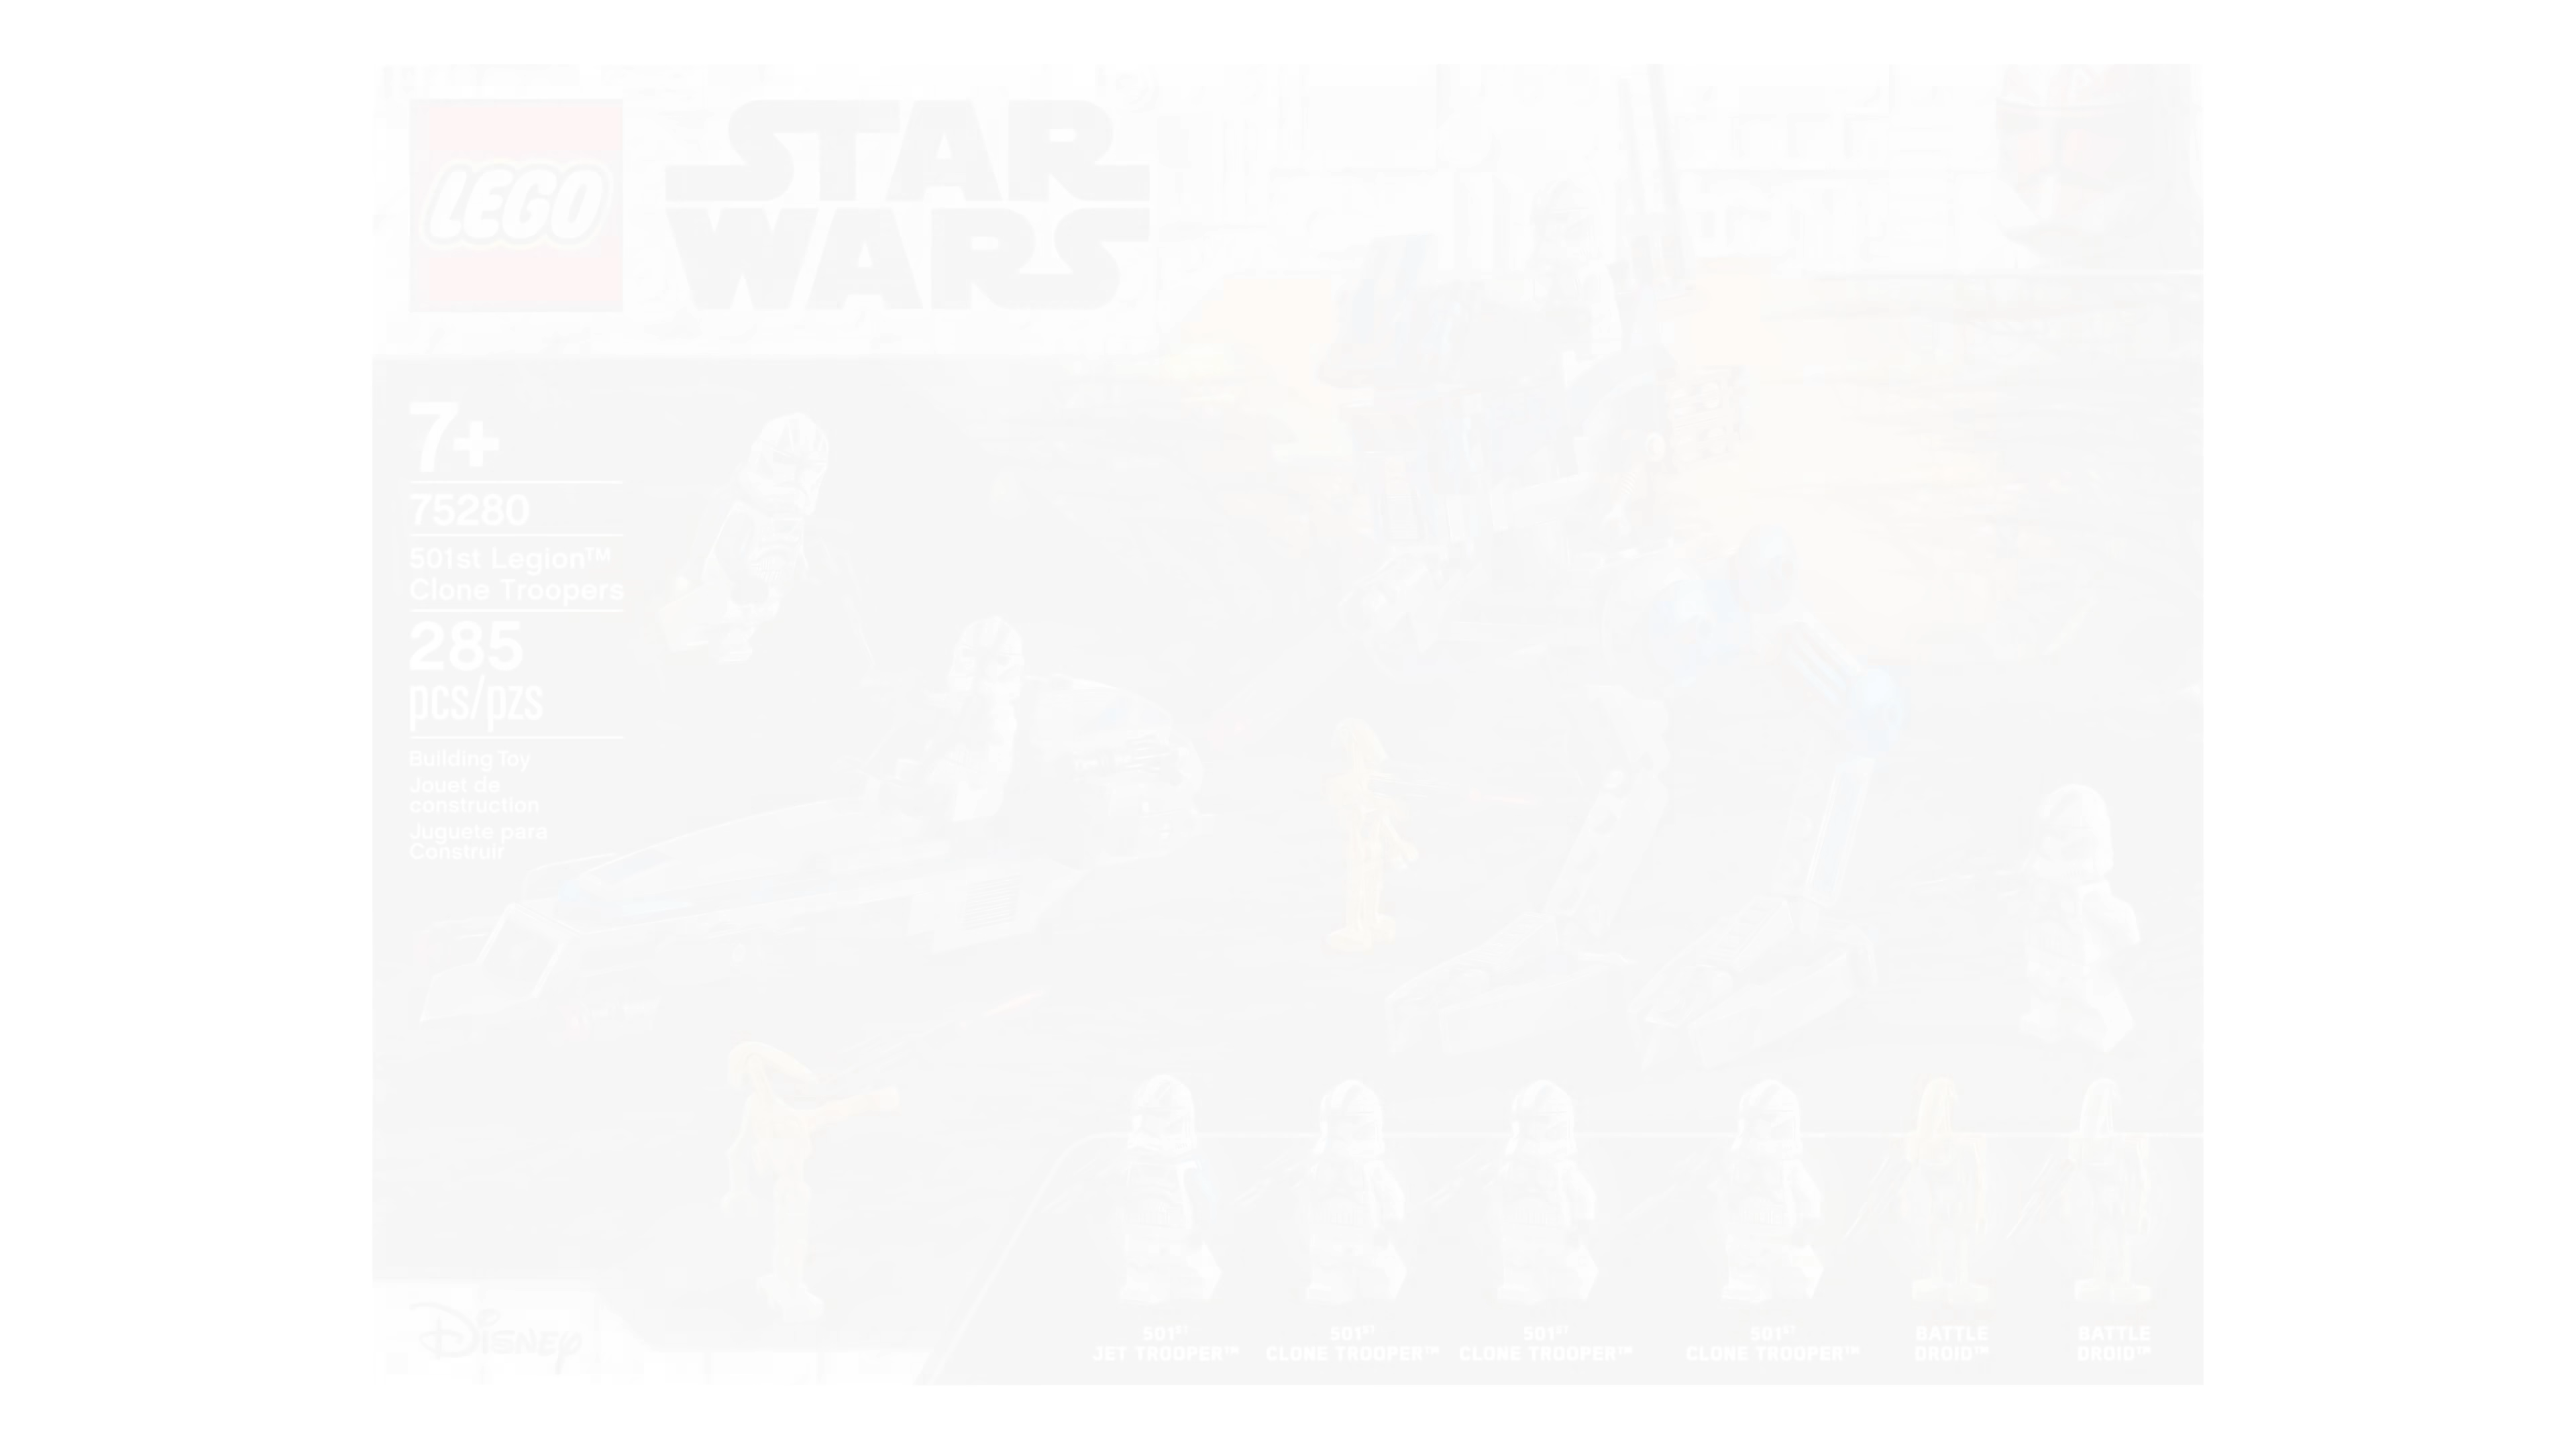 LEGO
STAR
WARS
7+
75280
501st Legion™
Clone Troopers
285
pcs/pzs
Building Toy
Jouet de
construction
Juguete para
Construir
Disney
501ST
JET TROOPER™
501ST
CLONE TROOPER™
501ST
CLONE TROOPER™
501ST
CLONE TROOPER™
BATTLE
DROID™
BATTLE
DROID™